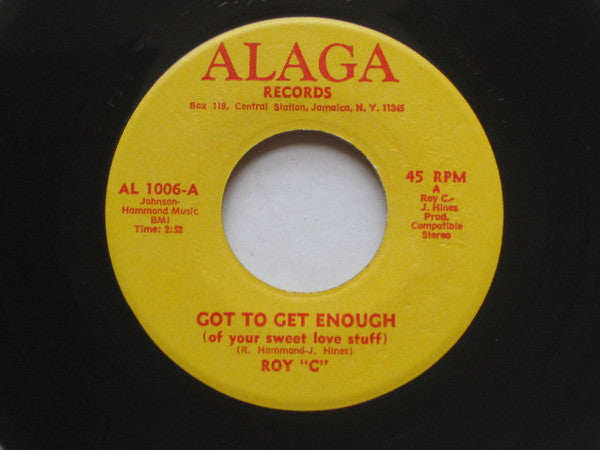 ALAGA
RECORDS
Box 118, Central Station, Jamaica, N. Y. 11345
AL 1006-A
Johnson-
Hammond Music
BMI
Time: 2:52
45 RPM
A
Roy C.-
J. Hines
Prod.
Compatible
Stereo
GOT TO GET ENOUGH
(of your sweet love stuff)
(R. Hammond-J. Hines)
ROY "C"